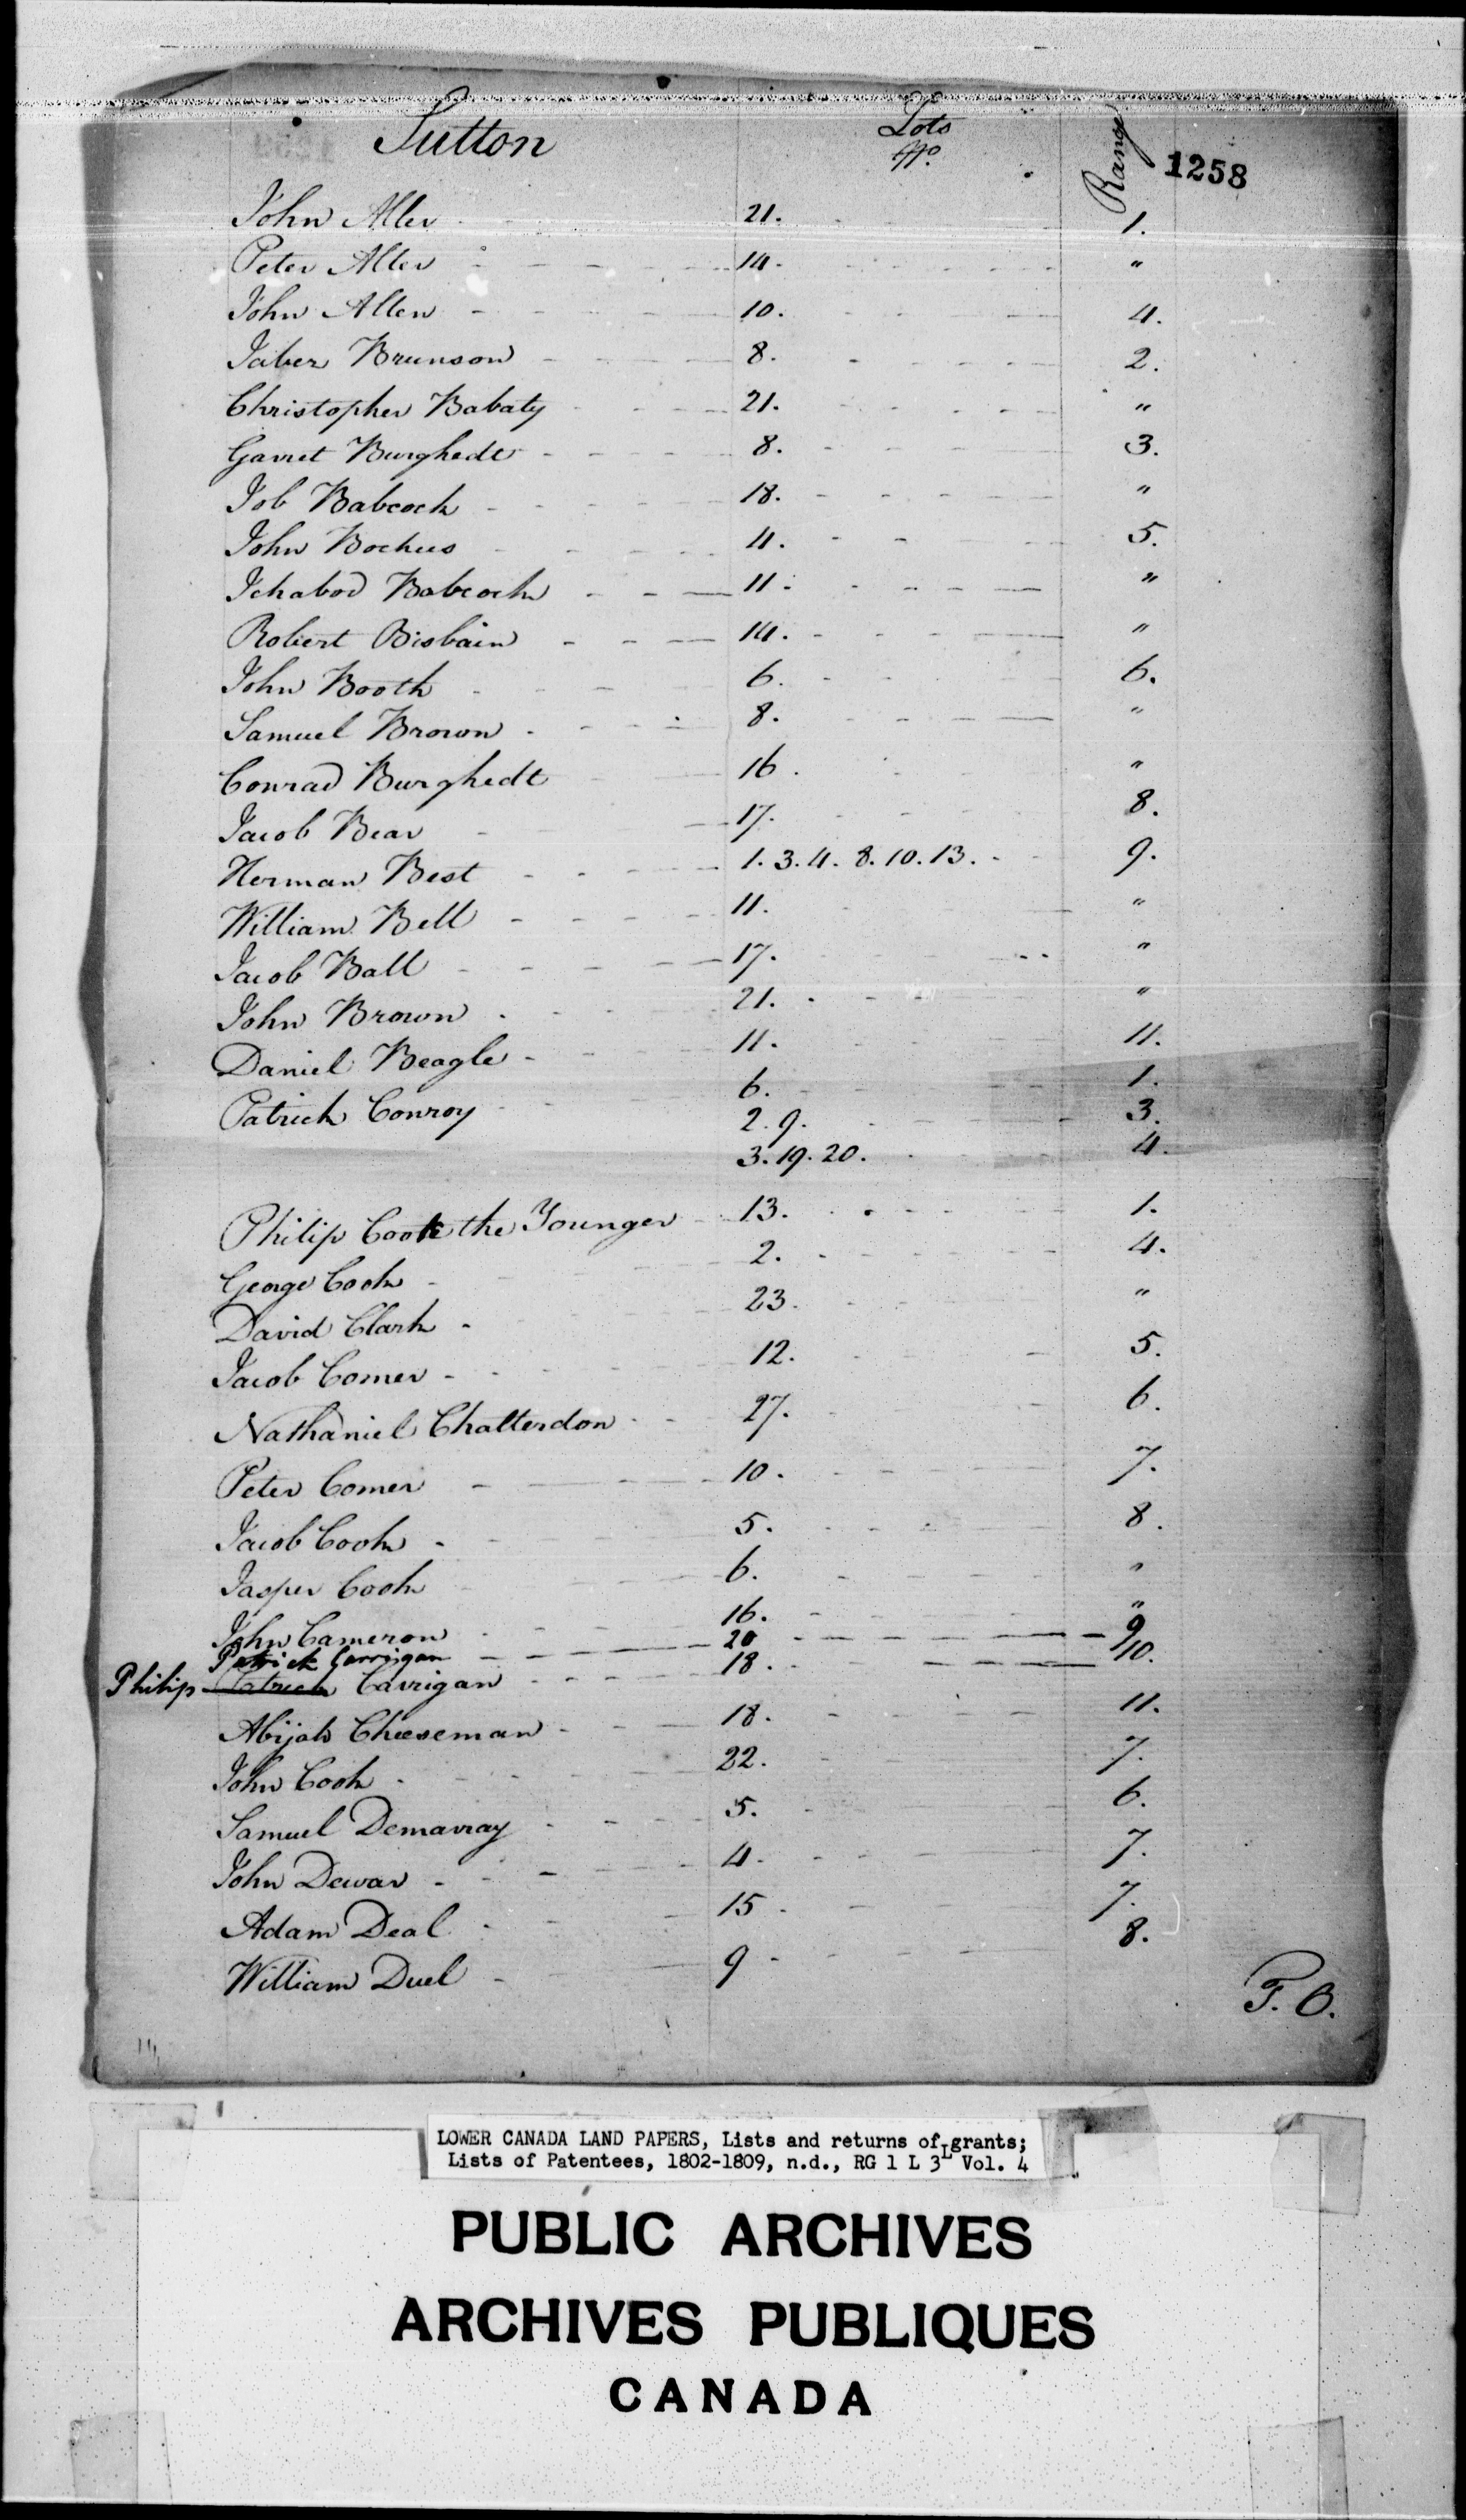 Sutton Lots No. Range 1258
John Alter 21. 1.
Peter Alter 14. "
John Allen 10. 4.
Jabez Brunson 8. 2.
Christopher Babaty 21. "
Garret Burghedt 8. 3.
Job Babcock 18. "
John Bockus 4. 5.
Ichabod Babcock 11. "
Robert Bisbain 14. "
John Booth 6. 6.
Samuel Brown 8. "
Conrad Burghedt 16. "
Jacob Bear 17. 8.
Herman Best 1. 3. 4. 8. 10. 13. 9.
William Bell 11. "
Jacob Ball 17. "
John Brown 21. "
Daniel Beagle 11. 11.
Patrick Conroy 6. 1.
2. 9. 3.
3. 19. 20. 4.
Philip Cook the Younger 13. 1.
George Cook 2. 4.
David Clark 23. "
Jacob Comer 12. 5.
Nathaniel Chatterdon 27. 6.
Peter Comer 10. 7.
Jacob Cook 5. 8.
Jasper Cook 6. "
John Cameron 16. "
Patrick Carrigan 20 9
Philip Patrick Carrigan 18. 10.
Abijah Cheeseman 18. 11.
John Cook 22. 7.
Samuel Demarray 5. 6.
John Dewar 4. 7.
Adam Deal 15. 7.
William Duel 9 8.
T. O.
LOWER CANADA LAND PAPERS, Lists and returns of grants;
Lists of Patentees, 1802-1809, n.d., RG 1 L 3L Vol. 4
PUBLIC ARCHIVES
ARCHIVES PUBLIQUES
CANADA